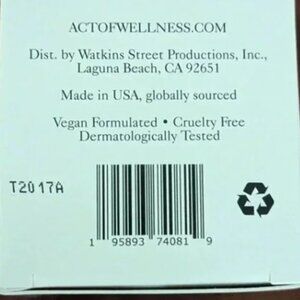 ACTOFWELLNESS.COM
Dist. by Watkins Street Productions, Inc.,
Laguna Beach, CA 92651
Made in USA, globally sourced
Vegan Formulated • Cruelty Free
Dermatologically Tested
T2017A
1 95893 74081 9